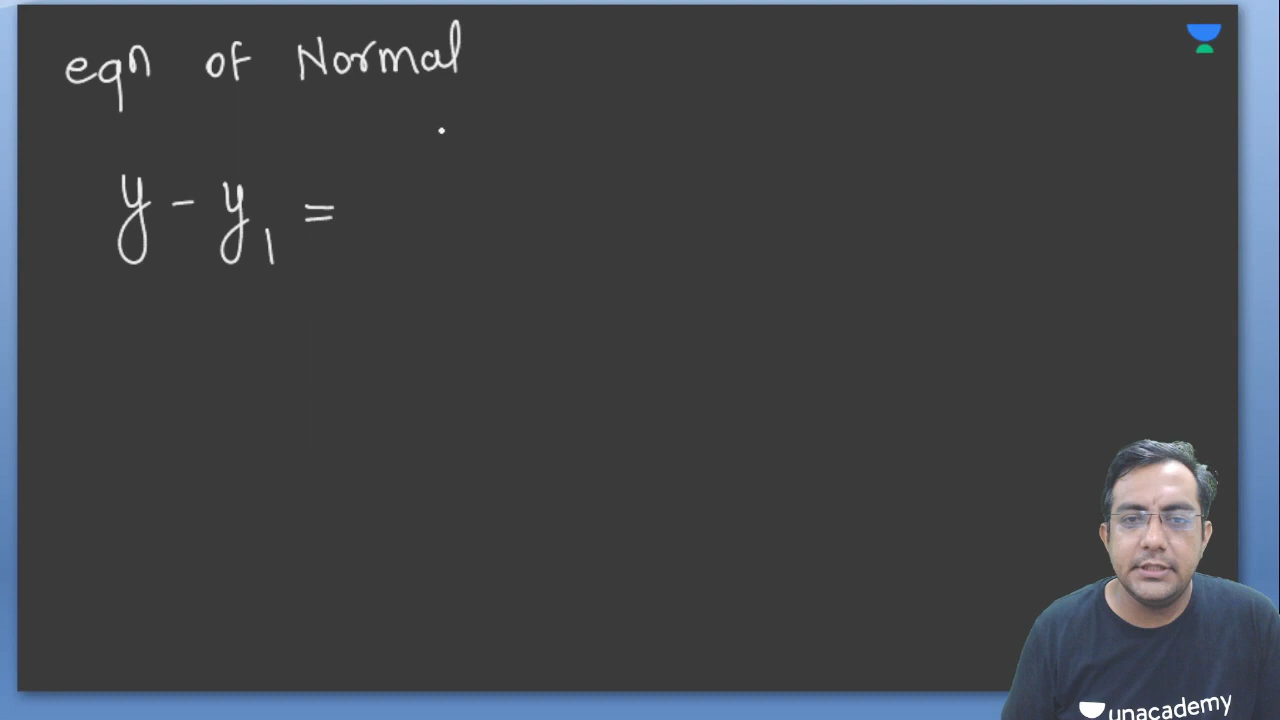 eqn of Normal
y - y₁ =
unacademy